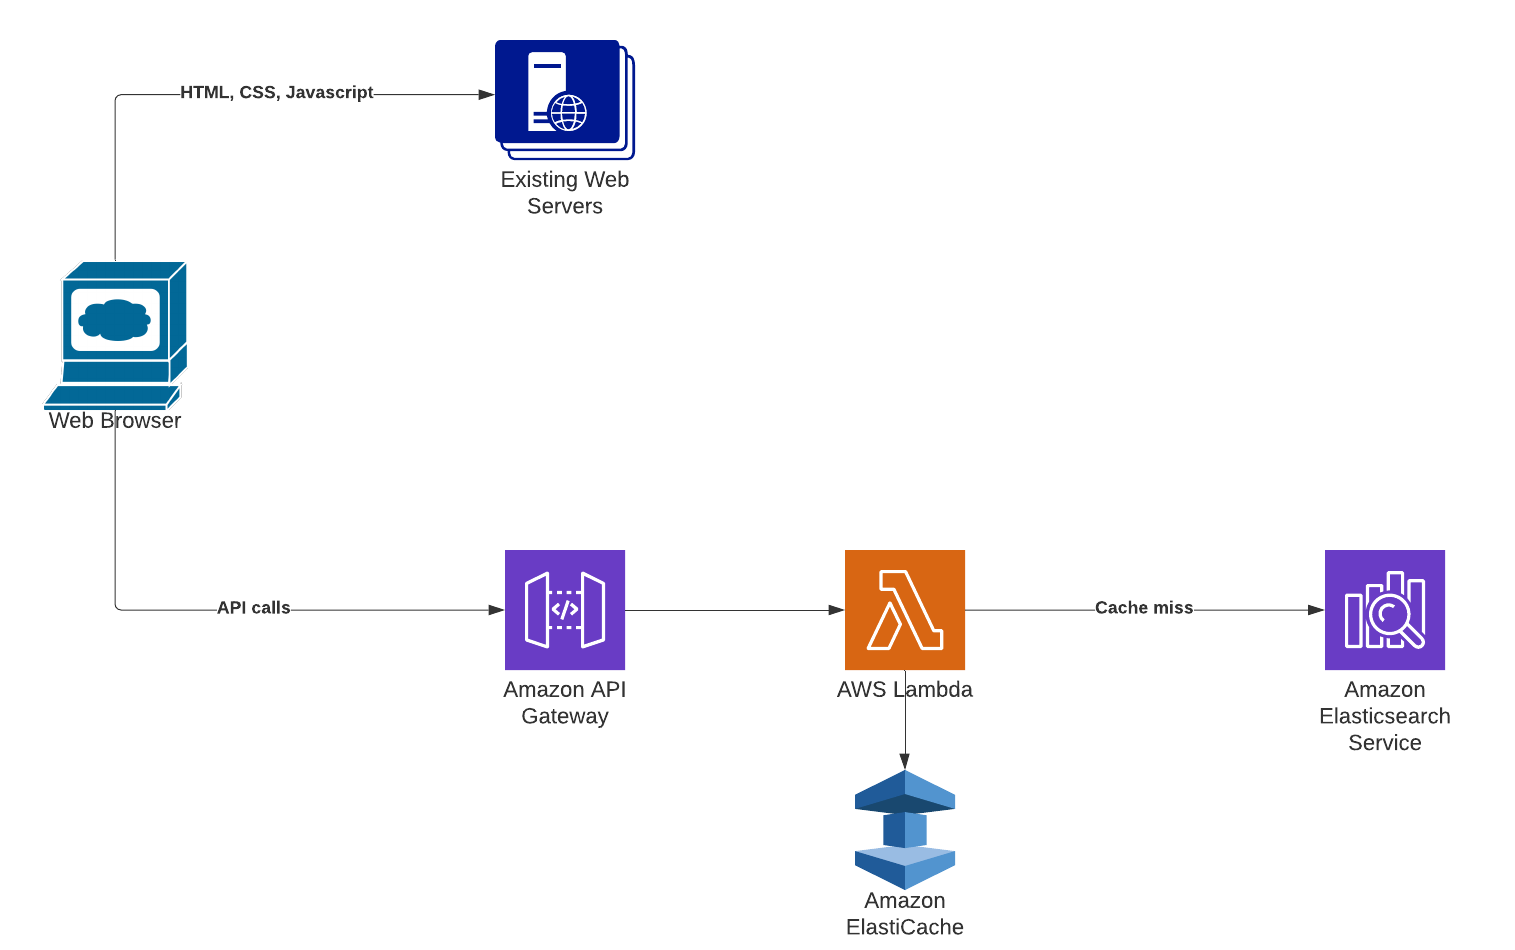 HTML, CSS, Javascript
Existing Web
Servers
Web Browser
API calls
</>
Cache miss
Amazon API
Gateway
AWS Lambda
Amazon
Elasticsearch
Service
Amazon
ElastiCache